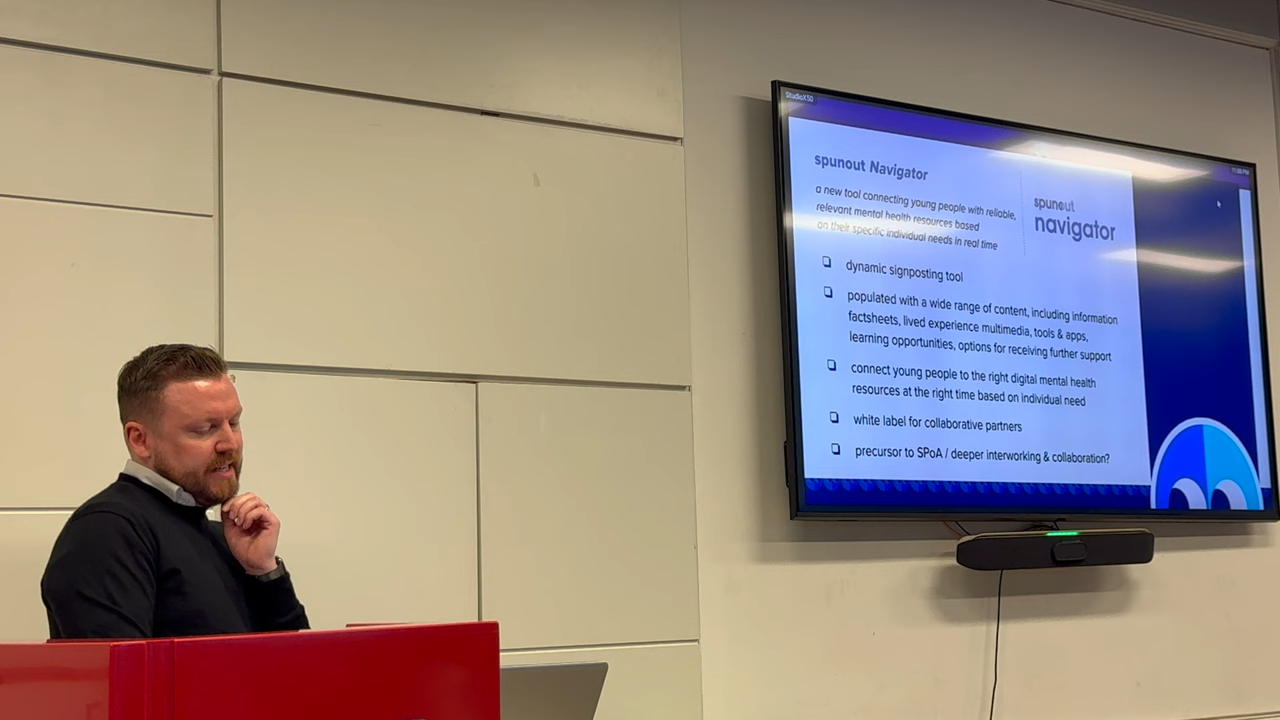 StudioX50
11:08 PM
spunout Navigator
a new tool connecting young people with reliable,
relevant mental health resources based
on their specific individual needs in real time
spunout
navigator
❏ dynamic signposting tool
❏ populated with a wide range of content, including information
factsheets, lived experience multimedia, tools & apps,
learning opportunities, options for receiving further support
❏ connect young people to the right digital mental health
resources at the right time based on individual need
❏ white label for collaborative partners
❏ precursor to SPoA / deeper interworking & collaboration?